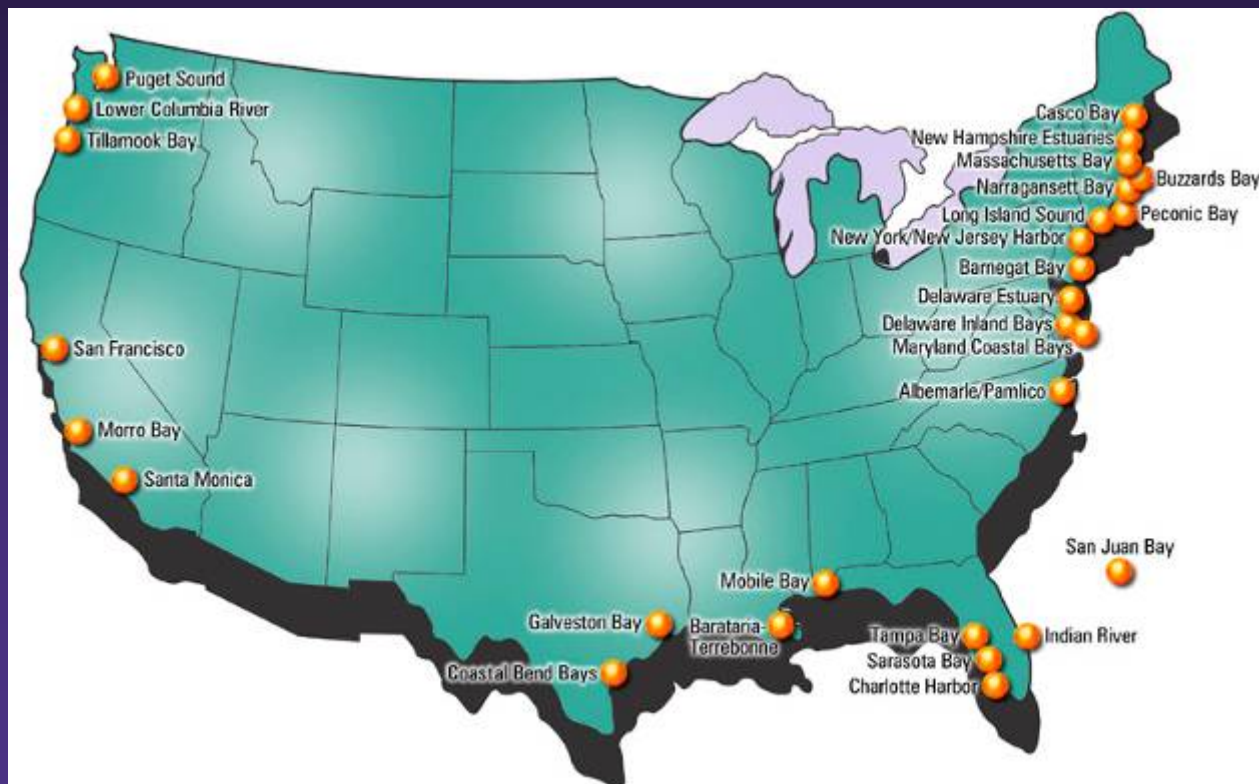 Puget Sound
Lower Columbia River
Tillamook Bay
San Francisco
Morro Bay
Santa Monica
Casco Bay
New Hampshire Estuaries
Massachusetts Bay
Buzzards Bay
Narragansett Bay
Peconic Bay
Long Island Sound
New York/New Jersey Harbor
Barnegat Bay
Delaware Estuary
Delaware Inland Bays
Maryland Coastal Bays
Albemarle/Pamlico
San Juan Bay
Mobile Bay
Galveston Bay
Barataria-
Terrebonne
Coastal Bend Bays
Tampa Bay
Indian River
Sarasota Bay
Charlotte Harbor